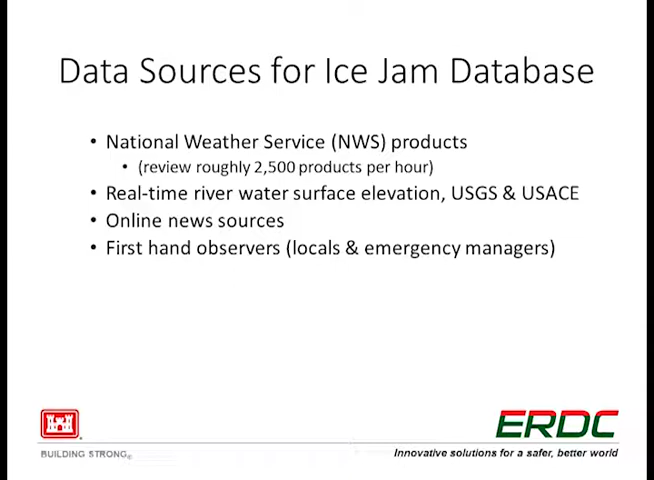 Data Sources for Ice Jam Database
• National Weather Service (NWS) products
• (review roughly 2,500 products per hour)
• Real-time river water surface elevation, USGS & USACE
• Online news sources
• First hand observers (locals & emergency managers)
ERDC
BUILDING STRONG®
Innovative solutions for a safer, better world